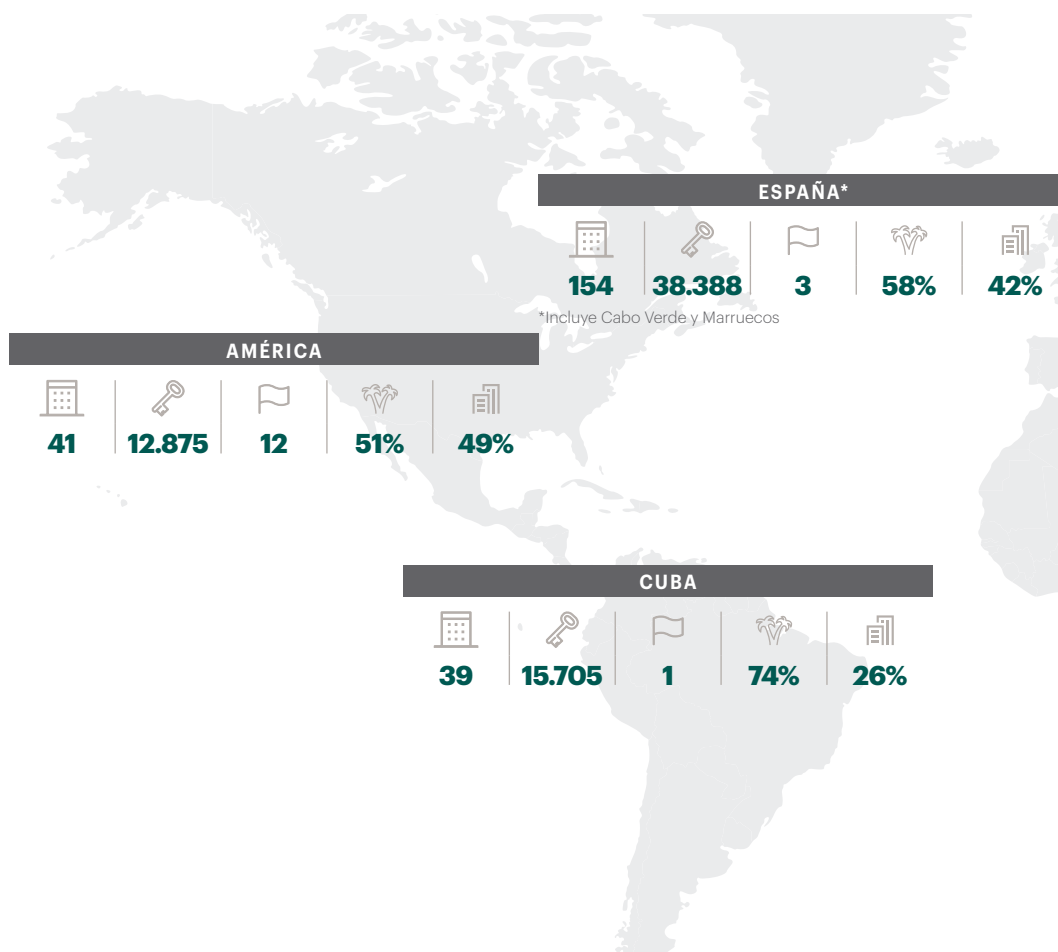 ESPAÑA*
154 38.388 3 58% 42%
*Incluye Cabo Verde y Marruecos
AMÉRICA
41 12.875 12 51% 49%
CUBA
39 15.705 1 74% 26%